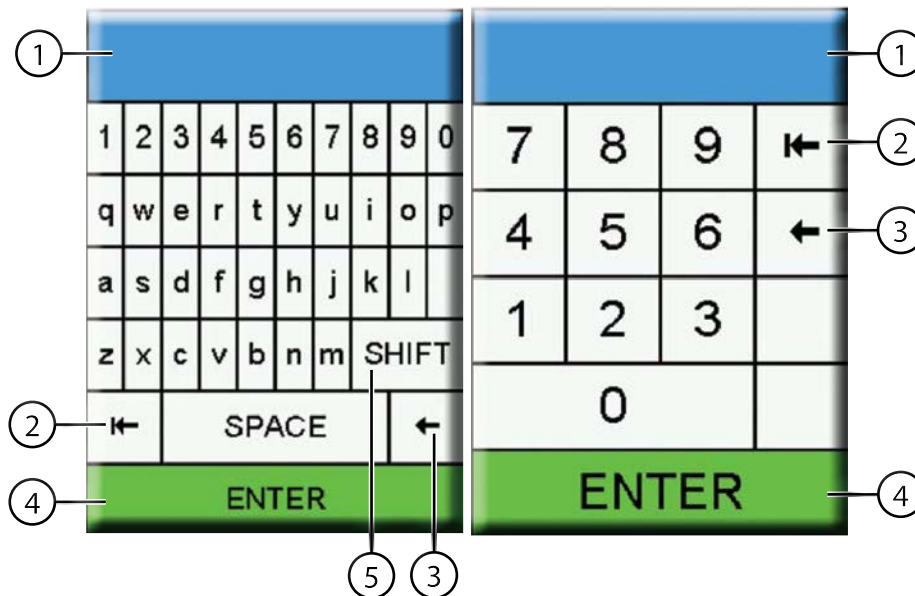 1
1 2 3 4 5 6 7 8 9 0
q w e r t y u i o p
a s d f g h j k l
z x c v b n m SHIFT
2 SPACE
4 ENTER
5 3
1
7 8 9 2
4 5 6 3
1 2 3
0
ENTER 4